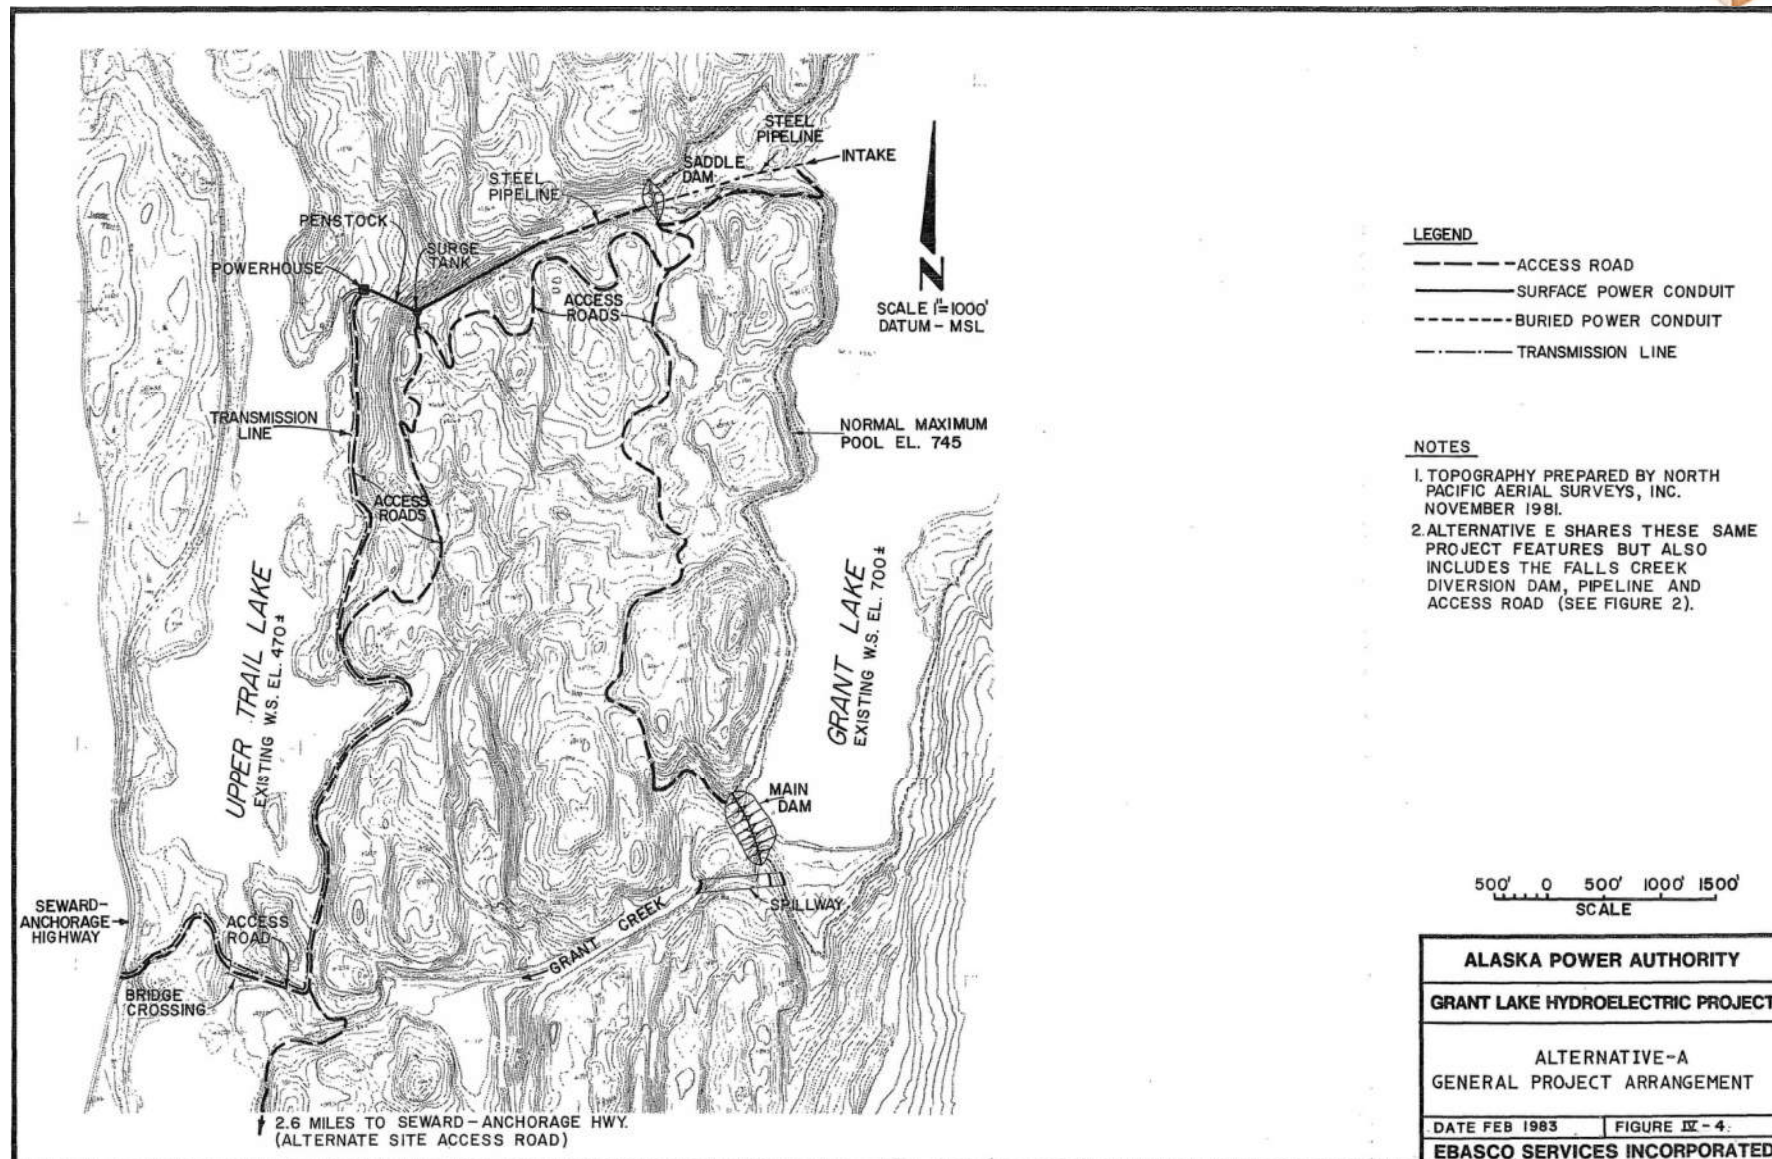 STEEL
PIPELINE
INTAKE
SADDLE
DAM
STEEL
PIPELINE
PENSTOCK
SURGE
TANK
POWERHOUSE
ACCESS
ROADS
N
SCALE 1"=1000'
DATUM - MSL
TRANSMISSION
LINE
NORMAL MAXIMUM
POOL EL. 745
ACCESS
ROADS
UPPER TRAIL LAKE
EXISTING W.S. EL. 470±
GRANT LAKE
EXISTING W.S. EL. 700±
MAIN
DAM
SPILLWAY
GRANT CREEK
SEWARD-
ANCHORAGE
HIGHWAY
ACCESS
ROAD
BRIDGE
CROSSING
2.6 MILES TO SEWARD-ANCHORAGE HWY.
(ALTERNATE SITE ACCESS ROAD)
LEGEND
ACCESS ROAD
SURFACE POWER CONDUIT
BURIED POWER CONDUIT
TRANSMISSION LINE
NOTES
1. TOPOGRAPHY PREPARED BY NORTH
PACIFIC AERIAL SURVEYS, INC.
NOVEMBER 1981.
2. ALTERNATIVE E SHARES THESE SAME
PROJECT FEATURES BUT ALSO
INCLUDES THE FALLS CREEK
DIVERSION DAM, PIPELINE AND
ACCESS ROAD (SEE FIGURE 2).
500' 0 500' 1000' 1500'
SCALE
ALASKA POWER AUTHORITY
GRANT LAKE HYDROELECTRIC PROJECT
ALTERNATIVE-A
GENERAL PROJECT ARRANGEMENT
DATE FEB 1983 FIGURE IV-4
EBASCO SERVICES INCORPORATED